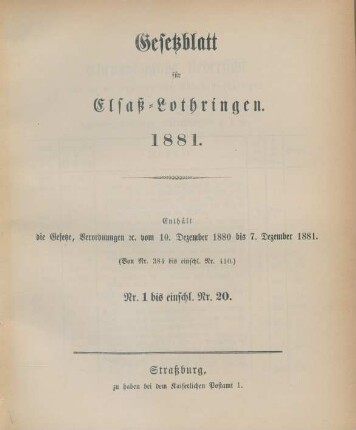 Gesetzblatt
für
Elsaß-Lothringen.
1881.
Enthält
die Gesetze, Verordnungen ꝛc. vom 10. Dezember 1880 bis 7. Dezember 1881.
(Von Nr. 384 bis einschl. Nr. 410.)
Nr. 1 bis einschl. Nr. 20.
Straßburg,
zu haben bei dem Kaiserlichen Postamt 1.